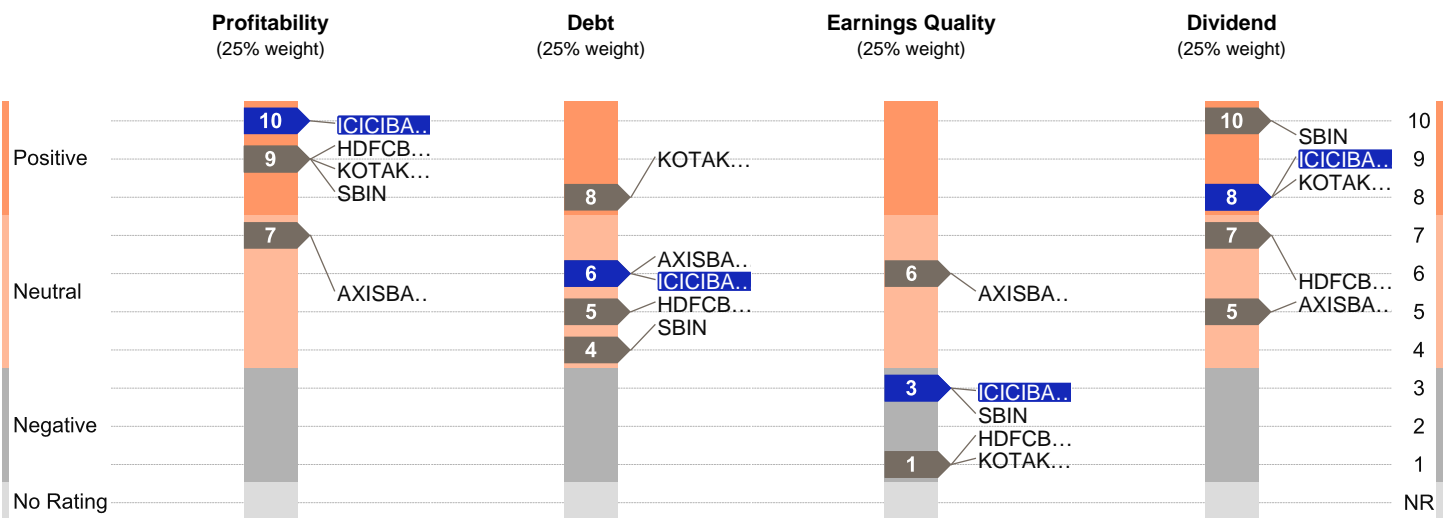 Profitability
(25% weight)
Debt
(25% weight)
Earnings Quality
(25% weight)
Dividend
(25% weight)
Positive
Neutral
Negative
No Rating
10
ICICIBA..
9
HDFCB...
KOTAK...
SBIN
7
AXISBA..
KOTAK...
8
6
AXISBA..
ICICIBA..
5
HDFCB...
4
SBIN
6
AXISBA..
3
ICICIBA..
SBIN
1
HDFCB...
KOTAK...
10
SBIN
8
ICICIBA..
KOTAK...
7
HDFCB...
5
AXISBA..
10
9
8
7
6
5
4
3
2
1
NR